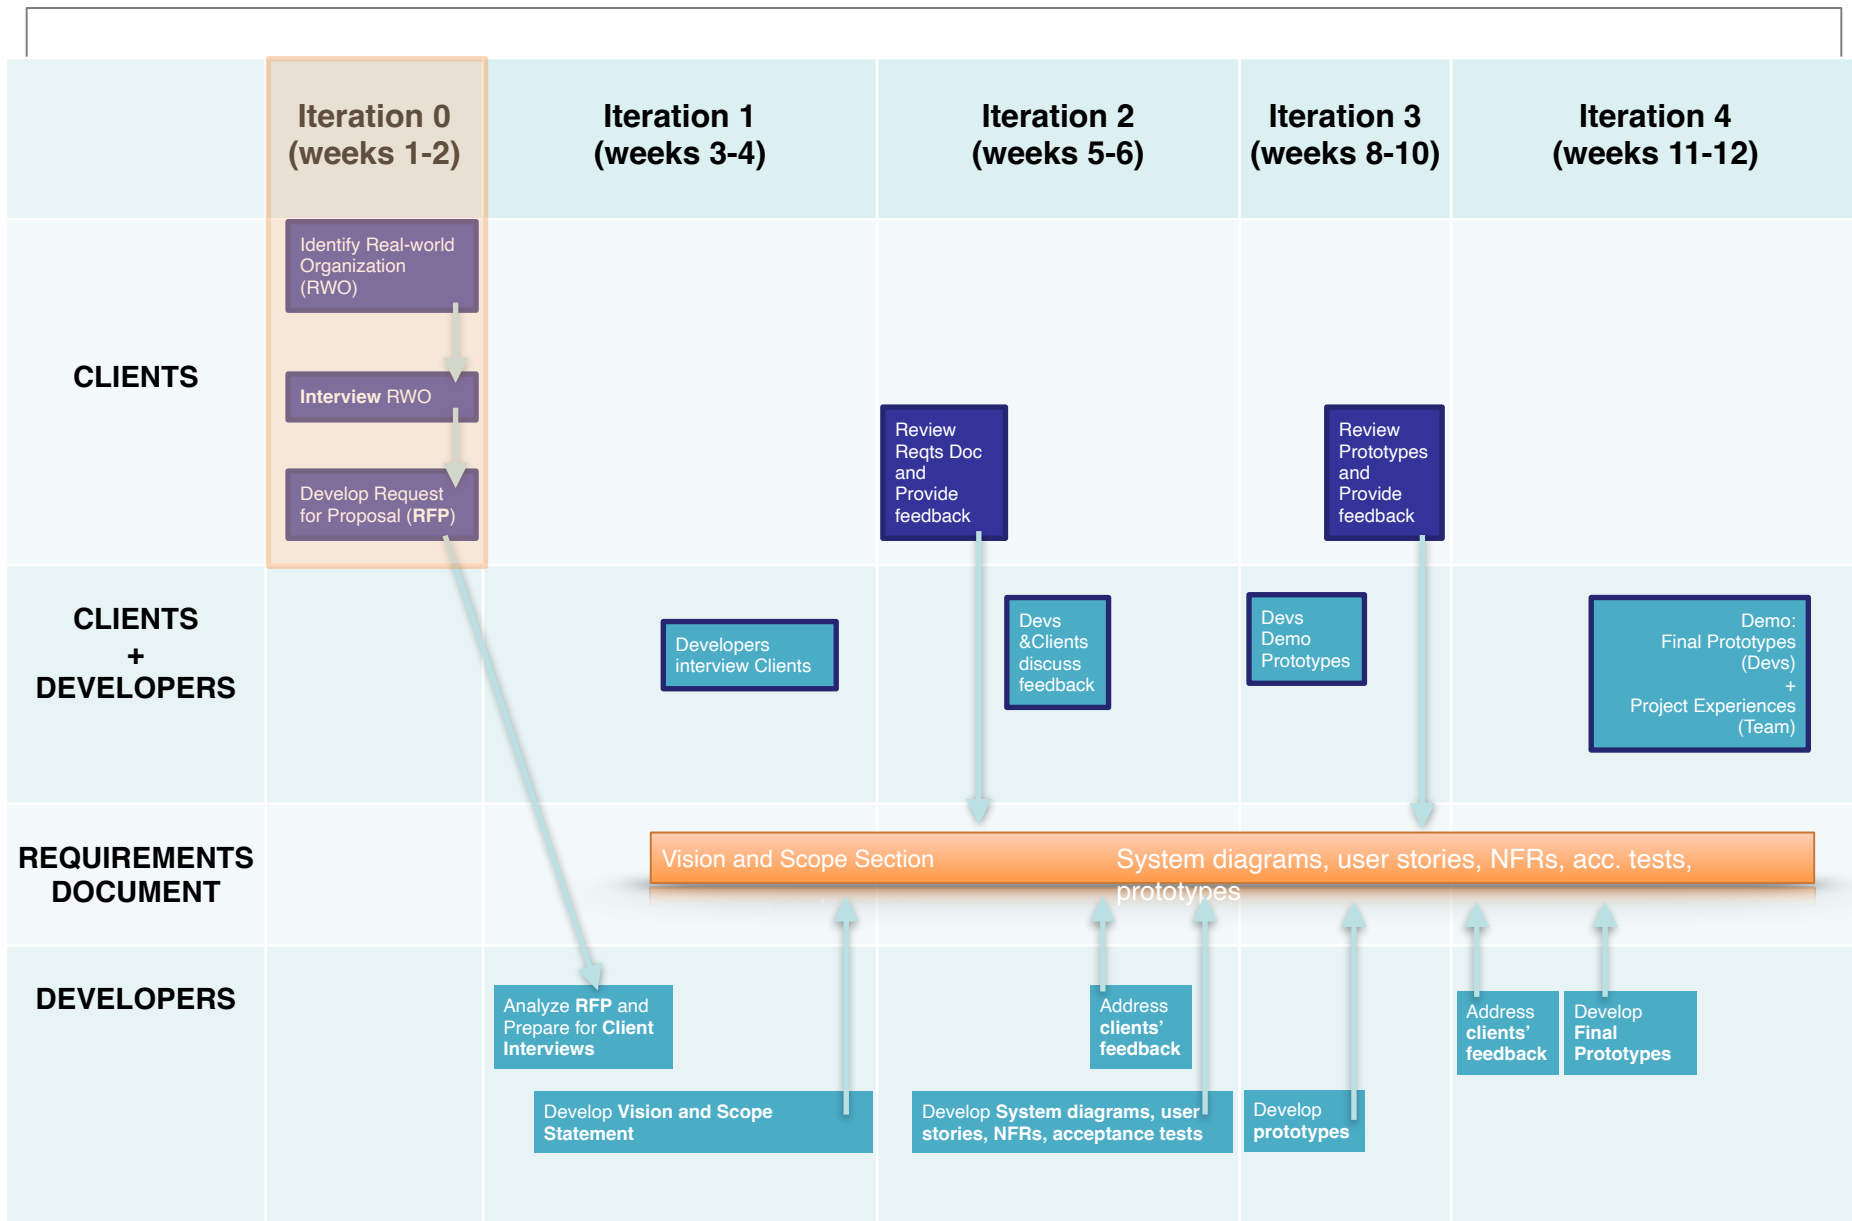 Iteration 0
(weeks 1-2)
Iteration 1
(weeks 3-4)
Iteration 2
(weeks 5-6)
Iteration 3
(weeks 8-10)
Iteration 4
(weeks 11-12)
CLIENTS
Identify Real-world
Organization
(RWO)
Interview RWO
Develop Request
for Proposal (RFP)
Review
Reqts Doc
and
Provide
feedback
Review
Prototypes
and
Provide
feedback
CLIENTS
+
DEVELOPERS
Developers
interview Clients
Devs
&Clients
discuss
feedback
Devs
Demo
Prototypes
Demo:
Final Prototypes
(Devs)
+
Project Experiences
(Team)
REQUIREMENTS
DOCUMENT
Vision and Scope Section
System diagrams, user stories, NFRs, acc. tests,
prototypes
DEVELOPERS
Analyze RFP and
Prepare for Client
Interviews
Develop Vision and Scope
Statement
Address
clients’
feedback
Develop System diagrams, user
stories, NFRs, acceptance tests
Develop
prototypes
Address
clients’
feedback
Develop
Final
Prototypes